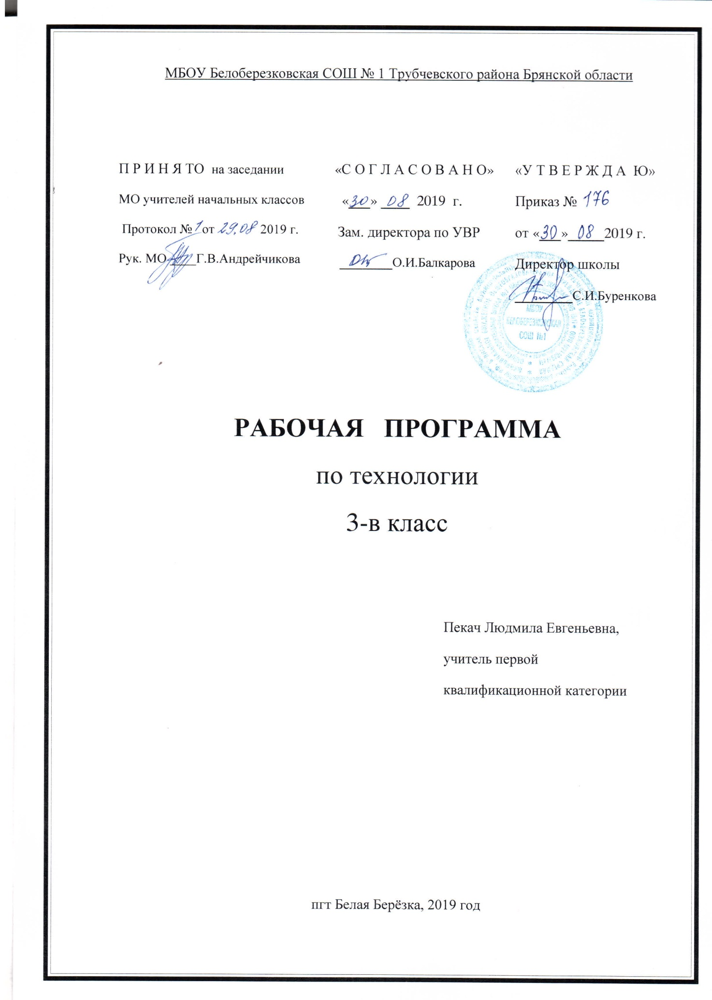 МБОУ Белоберезковская СОШ № 1 Трубчевского района Брянской области
П Р И Н Я ТО на заседании
МО учителей начальных классов
Протокол № 1 от 29.08 2019 г.
Рук. МО ____Г.В.Андрейчикова
«С О Г Л А С О В А Н О»
«30» 08 2019 г.
Зам. директора по УВР
________О.И.Балкарова
«У Т В Е Р Ж Д А Ю»
Приказ № 176
от «30» 08 2019 г.
Директор школы
________С.И.Буренкова
МБОУ
БЕЛОБЕРЕЗКОВСКАЯ
СОШ №1
РАБОЧАЯ ПРОГРАММА
по технологии
3-в класс
Пекач Людмила Евгеньевна,
учитель первой
квалификационной категории
пгт Белая Берёзка, 2019 год